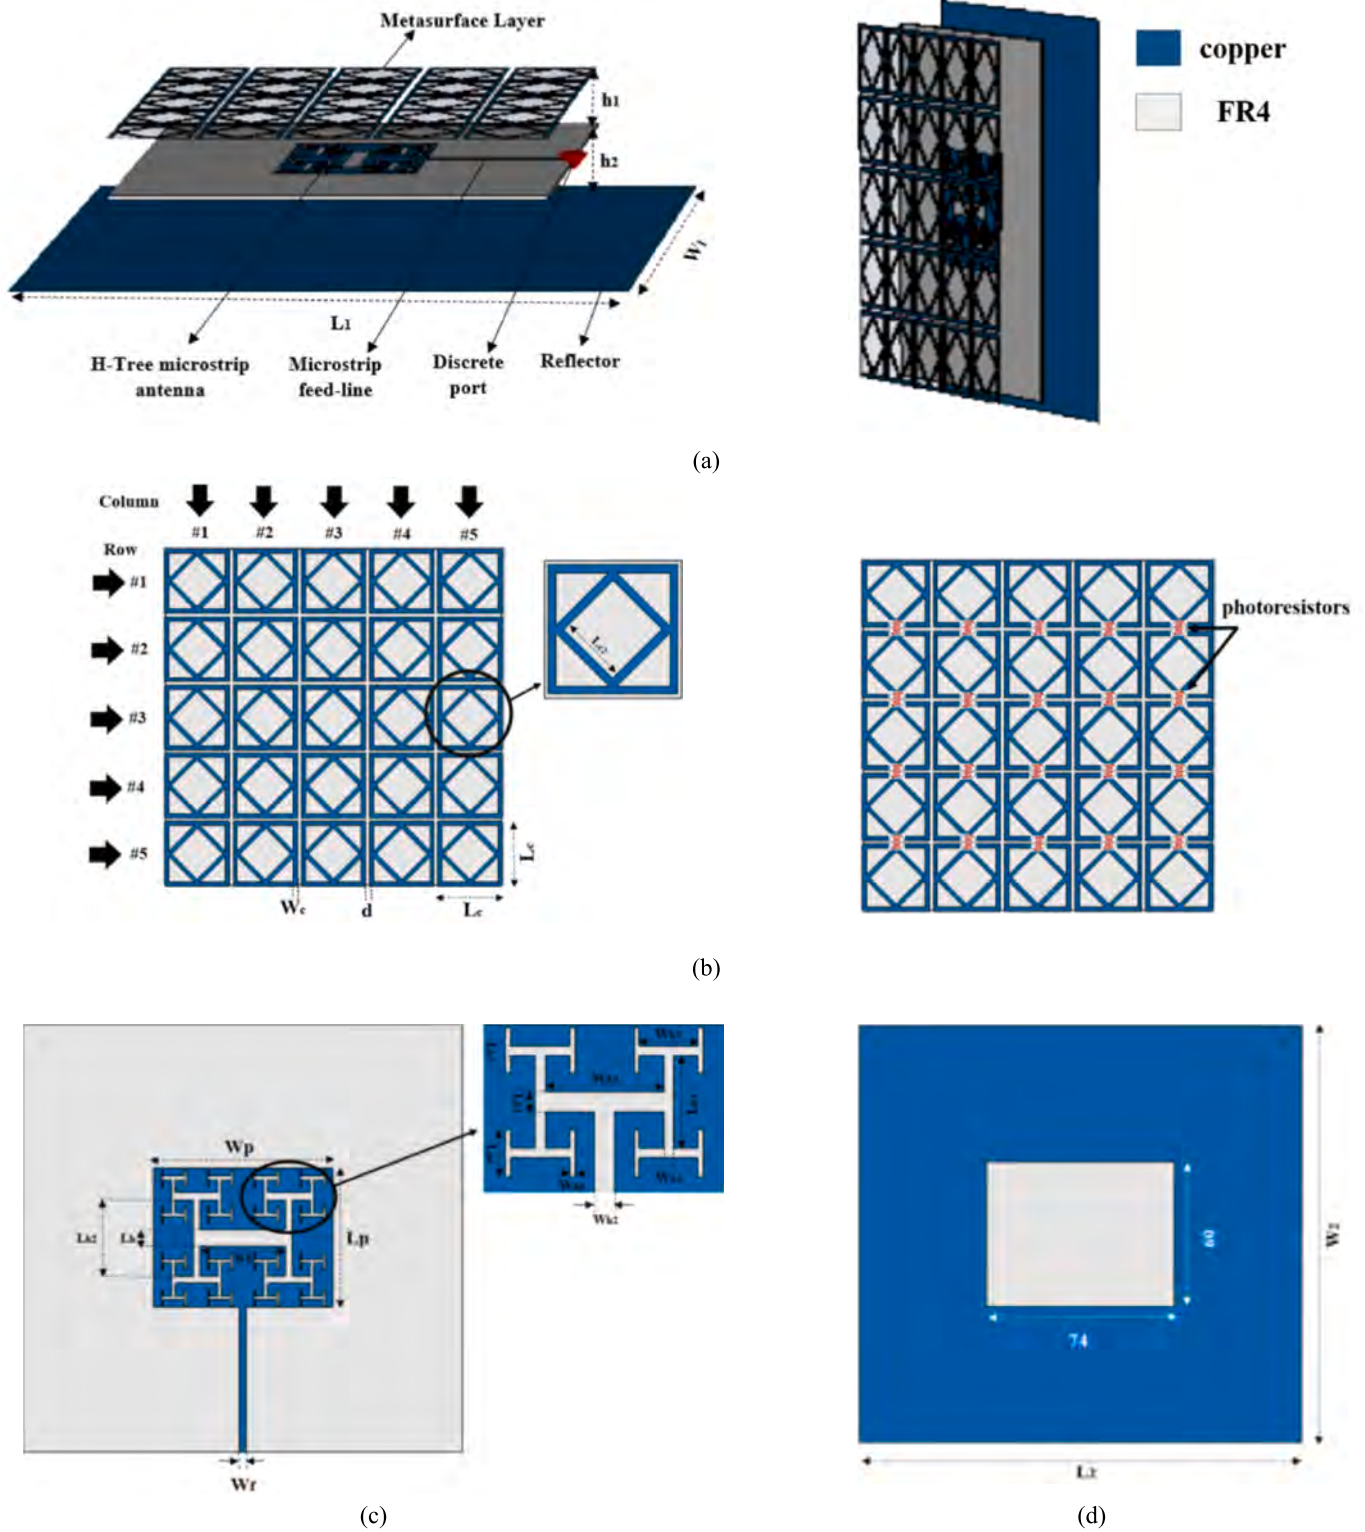 Metasurface Layer
h1
h2
W1
L1
H-Tree microstrip
antenna
Microstrip
feed-line
Discrete
port
Reflector
copper
FR4
(a)
Column
#1 #2 #3 #4 #5
Row
#1
#2
#3
#4
#5
Lc
Wc
d
Lc
photoresistors
(b)
Wp
Lp
Wr
Wk2
(c)
60
74
W2
L2
(d)